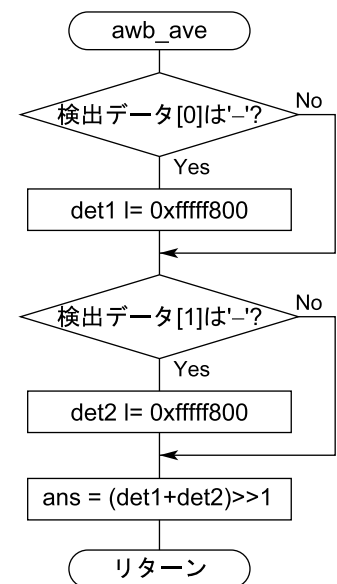 awb_ave
検出データ[0]は'–'?
No
Yes
det1 l= 0xfffff800
検出データ[1]は'–'?
No
Yes
det2 l= 0xfffff800
ans = (det1+det2)>>1
リターン